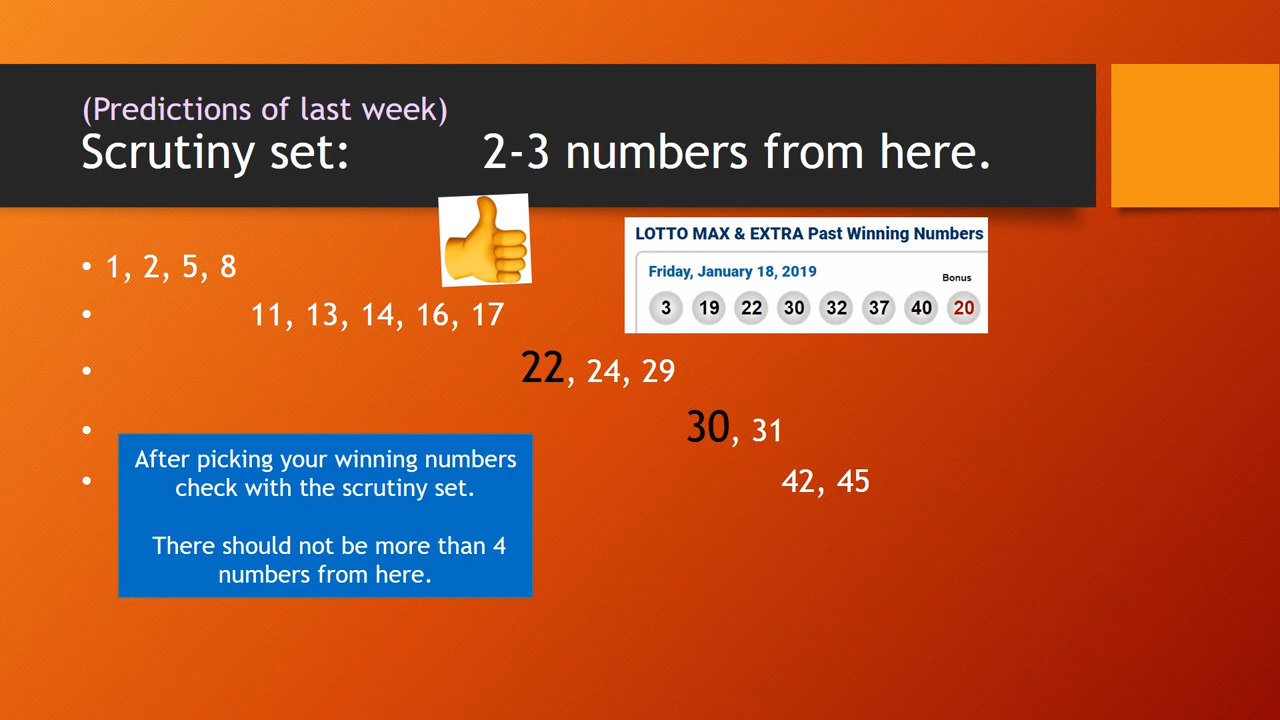 (Predictions of last week)
Scrutiny set: 2-3 numbers from here.
LOTTO MAX & EXTRA Past Winning Numbers
Friday, January 18, 2019
Bonus
3 19 22 30 32 37 40 20
• 1, 2, 5, 8
• 11, 13, 14, 16, 17
• 22, 24, 29
• 30, 31
• 42, 45
After picking your winning numbers
check with the scrutiny set.
There should not be more than 4
numbers from here.